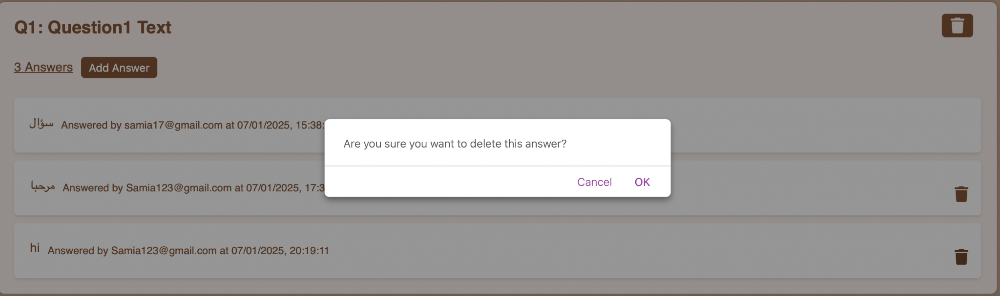 Q1: Question1 Text
3 Answers Add Answer
سؤال Answered by samia17@gmail.com at 07/01/2025, 15:38:
Are you sure you want to delete this answer?
Cancel OK
مرحبا Answered by Samia123@gmail.com at 07/01/2025, 17:3
hi Answered by Samia123@gmail.com at 07/01/2025, 20:19:11